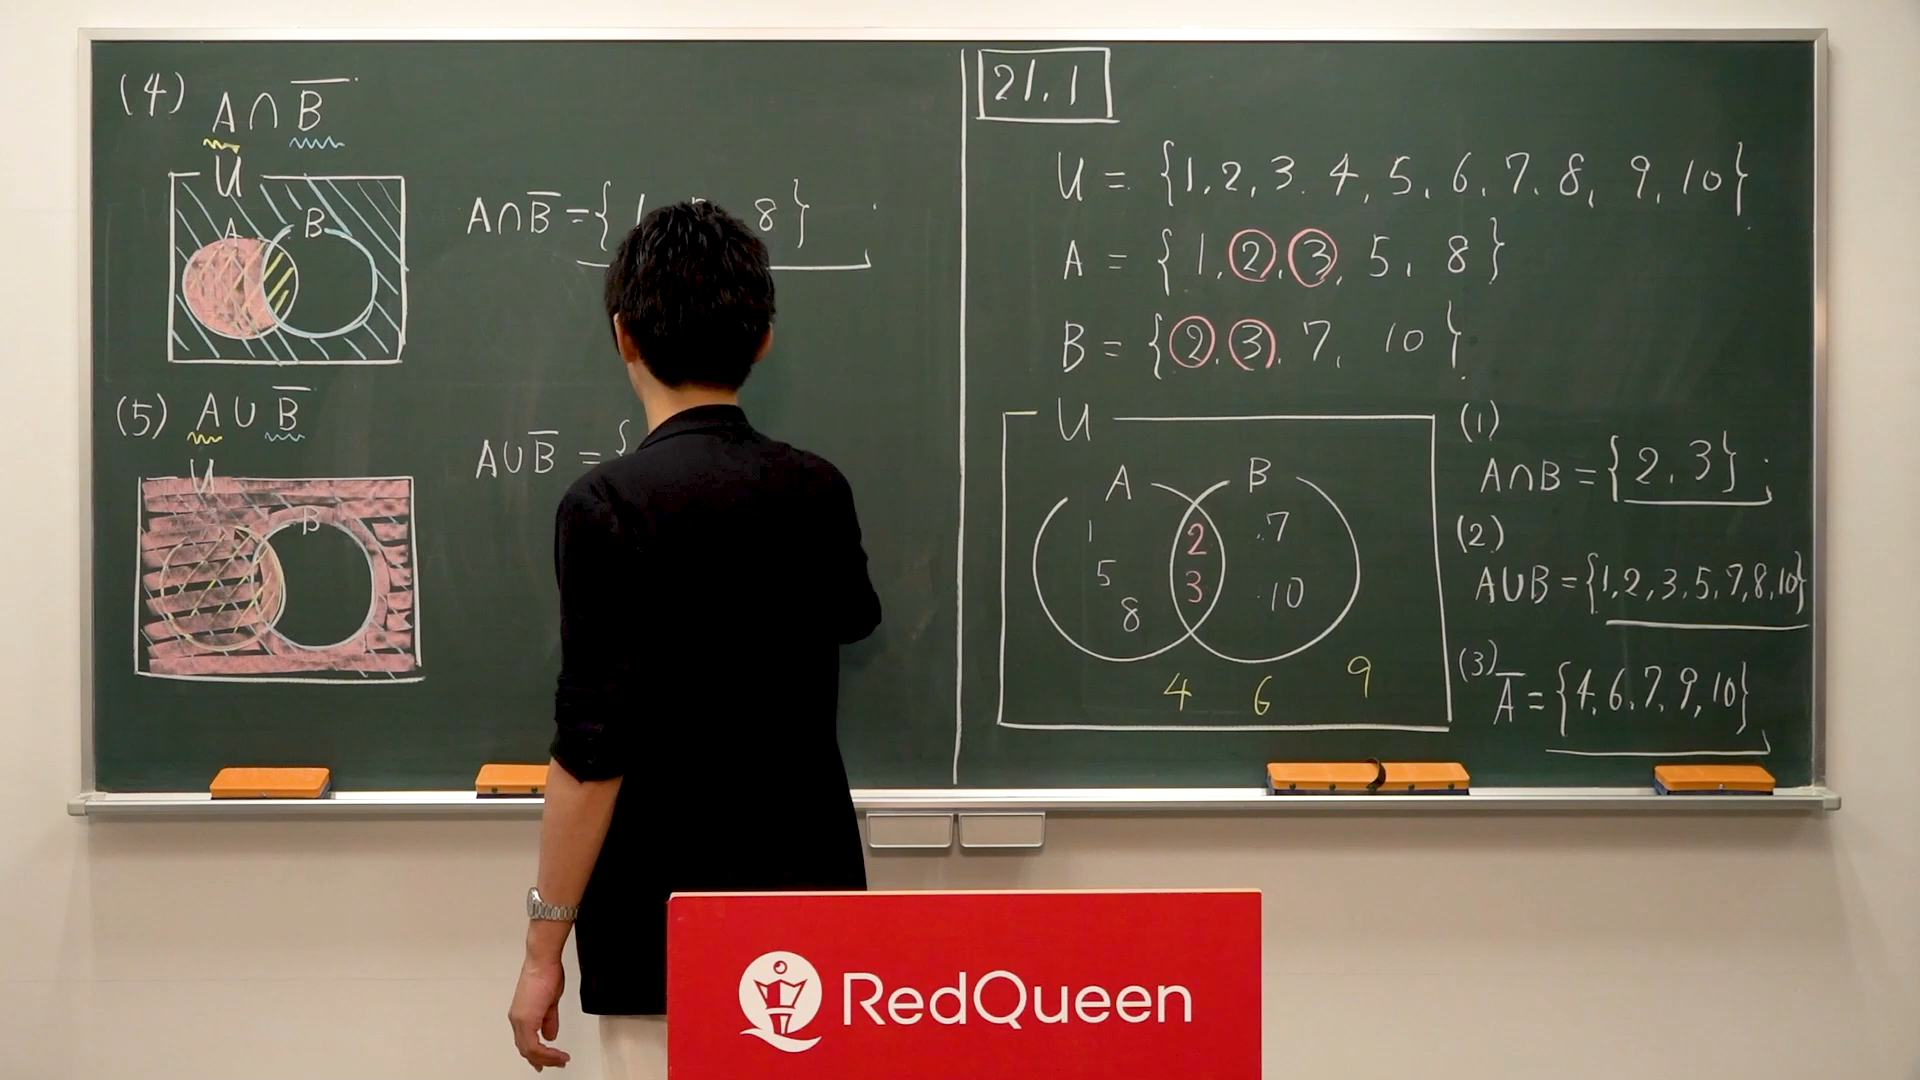 (4)
A ∩ B̅
U
A B
A∩B̅ = { 1 8 }
(5) A ∪ B̅
U
B
A∪B̅ = {
21.1
U = {1, 2, 3. 4, 5, 6, 7. 8, 9, 10}
A = { 1, 2, 3, 5, 8 }
B = { 2, 3, 7, 10 }
U
A B
1 2 .7
5 3 .10
8
4 6 9
(1)
A∩B = {2, 3}
(2)
A∪B = {1, 2, 3, 5, 7, 8, 10}
(3)
A̅ = {4, 6, 7, 9, 10}
RedQueen